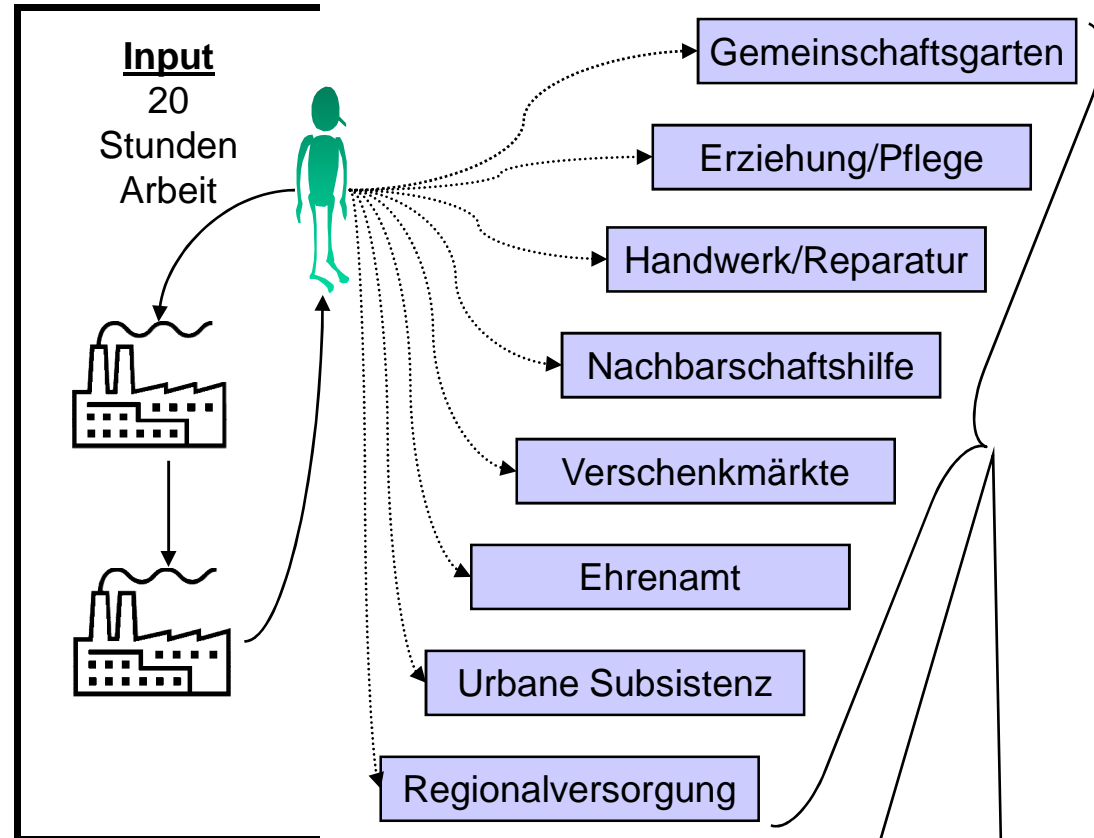 Input
20
Stunden
Arbeit
Gemeinschaftsgarten
Erziehung/Pflege
Handwerk/Reparatur
Nachbarschaftshilfe
Verschenkmärkte
Ehrenamt
Urbane Subsistenz
Regionalversorgung